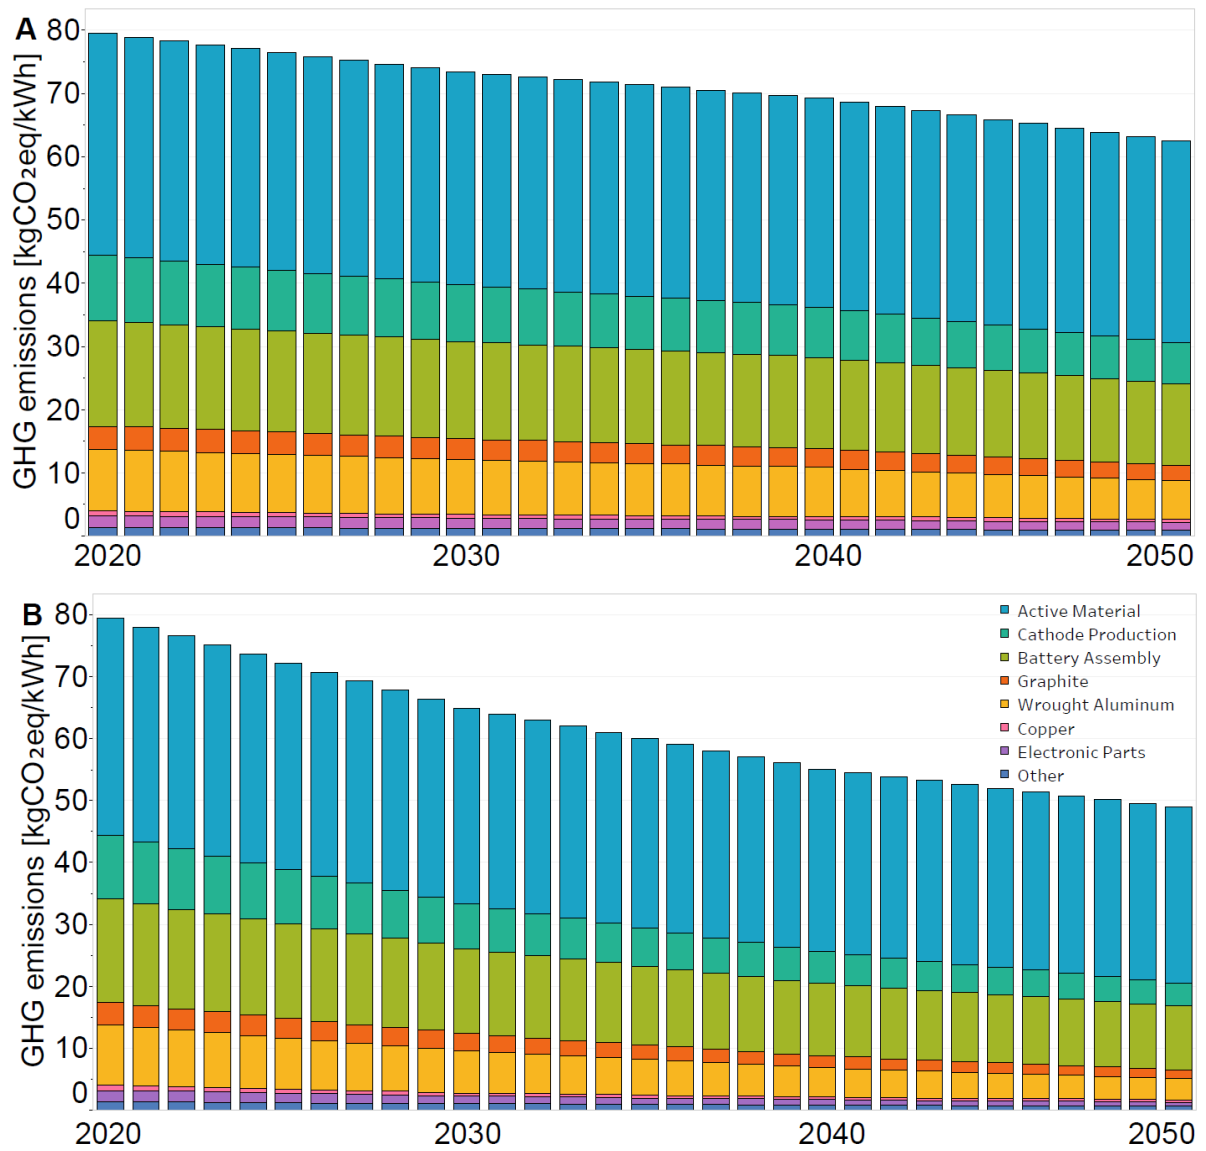 A
GHG emissions [kgCO₂eq/kWh]
80
70
60
50
40
30
20
10
0
2020 2030 2040 2050
B
GHG emissions [kgCO₂eq/kWh]
80
70
60
50
40
30
20
10
0
Active Material
Cathode Production
Battery Assembly
Graphite
Wrought Aluminum
Copper
Electronic Parts
Other
2020 2030 2040 2050